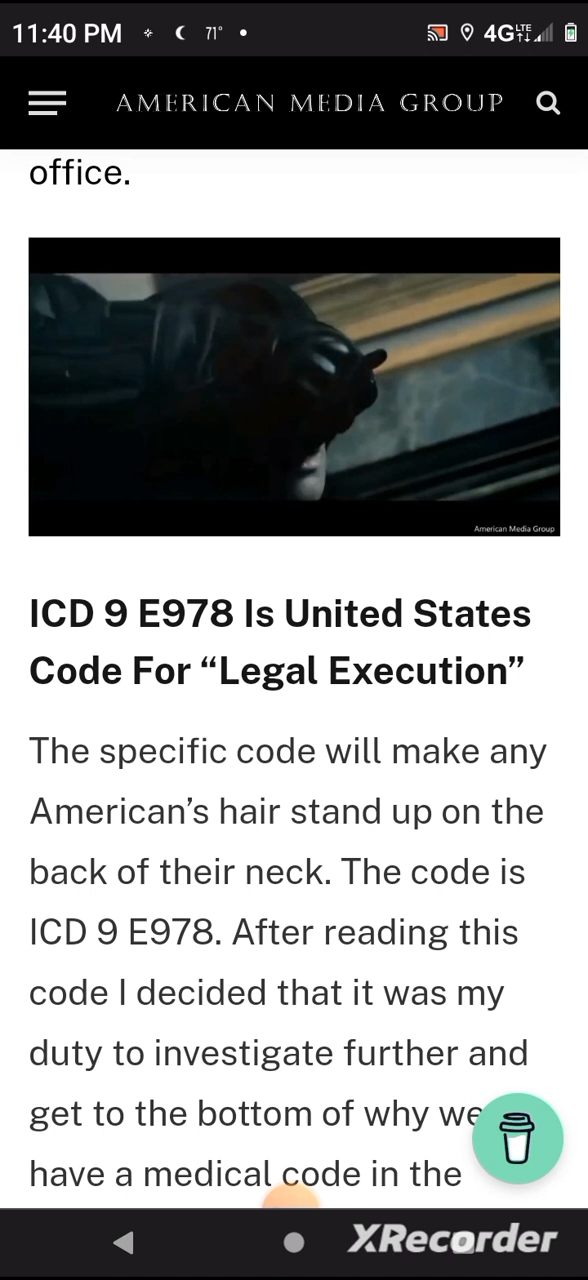 11:40 PM 71° 4G LTE
AMERICAN MEDIA GROUP
office.
American Media Group
ICD 9 E978 Is United States
Code For “Legal Execution”
The specific code will make any
American’s hair stand up on the
back of their neck. The code is
ICD 9 E978. After reading this
code I decided that it was my
duty to investigate further and
get to the bottom of why we
have a medical code in the
XRecorder